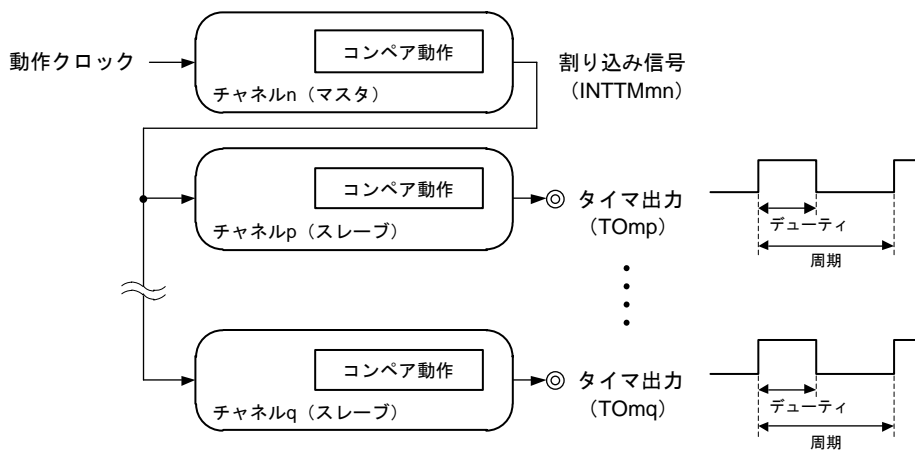 コンペア動作
動作クロック
チャネルn（マスタ）
割り込み信号
（INTTMmn）
コンペア動作
チャネルp（スレーブ）
タイマ出力
（TOmp）
デューティ
周期
コンペア動作
チャネルq（スレーブ）
タイマ出力
（TOmq）
デューティ
周期